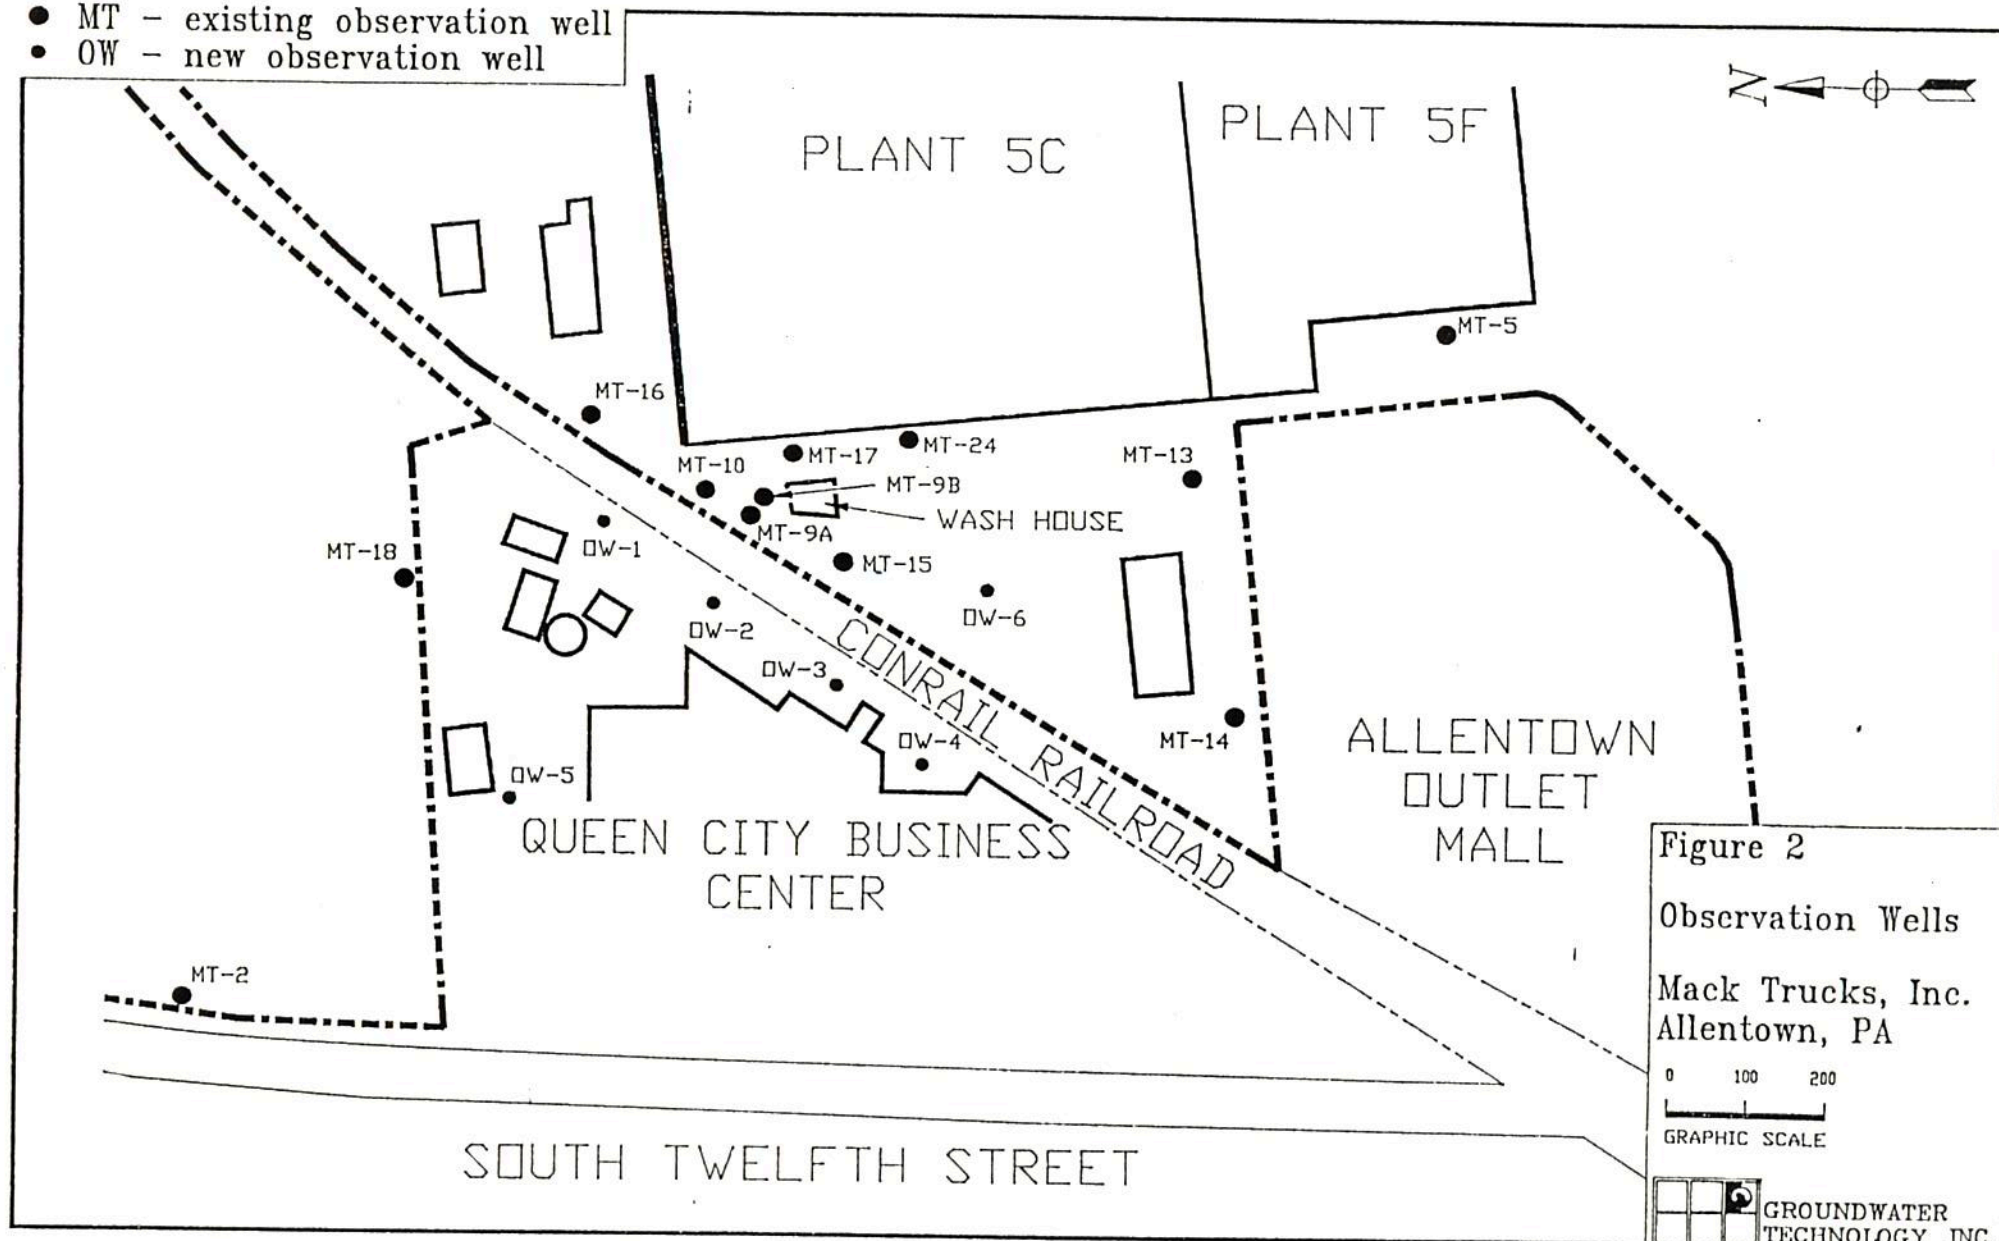 MT – existing observation well
OW – new observation well
N
PLANT 5C
PLANT 5F
MT-5
MT-16
MT-10
MT-17
MT-24
MT-13
MT-9B
WASH HOUSE
MT-9A
OW-1
MT-18
MT-15
OW-6
OW-2
OW-3
CONRAIL RAILROAD
OW-4
MT-14
OW-5
ALLENTOWN
OUTLET
MALL
QUEEN CITY BUSINESS
CENTER
MT-2
SOUTH TWELFTH STREET
Figure 2
Observation Wells
Mack Trucks, Inc.
Allentown, PA
0 100 200
GRAPHIC SCALE
GROUNDWATER
TECHNOLOGY, INC